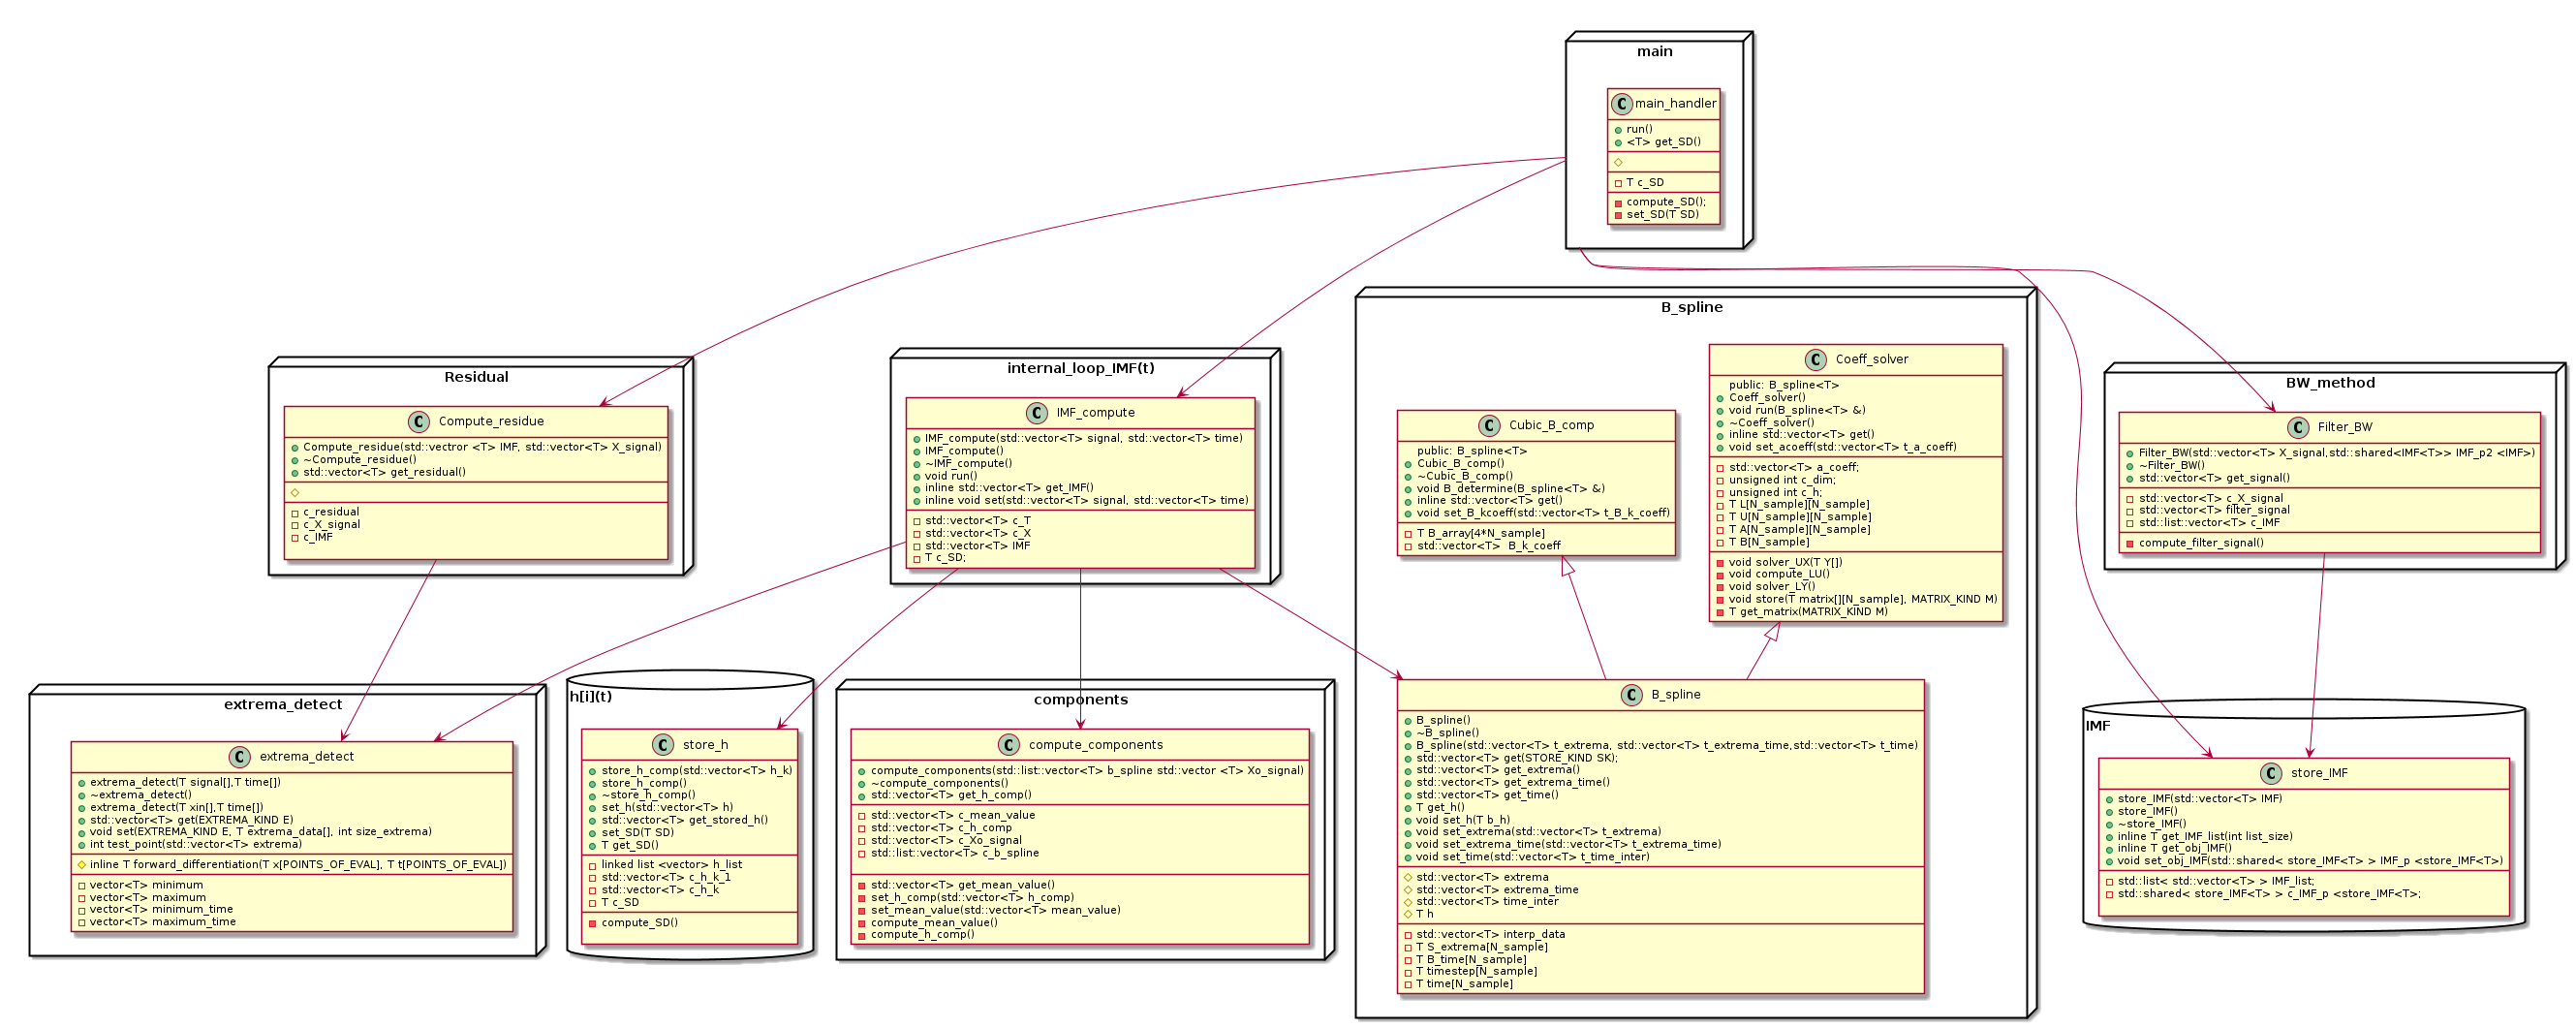 main
C main_handler
run()
<T> get_SD()
T c_SD
compute_SD();
set_SD(T SD)
Residual
C Compute_residue
Compute_residue(std::vectror <T> IMF, std::vector<T> X_signal)
~Compute_residue()
std::vector<T> get_residual()
c_residual
c_X_signal
c_IMF
internal_loop_IMF(t)
C IMF_compute
IMF_compute(std::vector<T> signal, std::vector<T> time)
IMF_compute()
~IMF_compute()
void run()
inline std::vector<T> get_IMF()
inline void set(std::vector<T> signal, std::vector<T> time)
std::vector<T> c_T
std::vector<T> c_X
std::vector<T> IMF
T c_SD;
B_spline
C Cubic_B_comp
public: B_spline<T>
Cubic_B_comp()
~Cubic_B_comp()
void B_determine(B_spline<T> &)
inline std::vector<T> get()
void set_B_kcoeff(std::vector<T> t_B_k_coeff)
T B_array[4*N_sample]
std::vector<T>  B_k_coeff
C Coeff_solver
public: B_spline<T>
Coeff_solver()
void run(B_spline<T> &)
~Coeff_solver()
inline std::vector<T> get()
void set_acoeff(std::vector<T> t_a_coeff)
std::vector<T> a_coeff;
unsigned int c_dim;
unsigned int c_h;
T L[N_sample][N_sample]
T U[N_sample][N_sample]
T A[N_sample][N_sample]
T B[N_sample]
void solver_UX(T Y[])
void compute_LU()
void solver_LY()
void store(T matrix[][N_sample], MATRIX_KIND M)
T get_matrix(MATRIX_KIND M)
BW_method
C Filter_BW
Filter_BW(std::vector<T> X_signal,std::shared<IMF<T>> IMF_p2 <IMF>)
~Filter_BW()
std::vector<T> get_signal()
std::vector<T> c_X_signal
std::vector<T> filter_signal
std::list::vector<T> c_IMF
compute_filter_signal()
extrema_detect
C extrema_detect
extrema_detect(T signal[],T time[])
~extrema_detect()
extrema_detect(T xin[],T time[])
std::vector<T> get(EXTREMA_KIND E)
void set(EXTREMA_KIND E, T extrema_data[], int size_extrema)
int test_point(std::vector<T> extrema)
inline T forward_differentiation(T x[POINTS_OF_EVAL], T t[POINTS_OF_EVAL])
vector<T> minimum
vector<T> maximum
vector<T> minimum_time
vector<T> maximum_time
h[i](t)
C store_h
store_h_comp(std::vector<T> h_k)
store_h_comp()
~store_h_comp()
set_h(std::vector<T> h)
std::vector<T> get_stored_h()
set_SD(T SD)
T get_SD()
linked list <vector> h_list
std::vector<T> c_h_k_1
std::vector<T> c_h_k
T c_SD
compute_SD()
components
C compute_components
compute_components(std::list::vector<T> b_spline std::vector <T> Xo_signal)
~compute_components()
std::vector<T> get_h_comp()
std::vector<T> c_mean_value
std::vector<T> c_h_comp
std::vector<T> c_Xo_signal
std::list::vector<T> c_b_spline
std::vector<T> get_mean_value()
set_h_comp(std::vector<T> h_comp)
set_mean_value(std::vector<T> mean_value)
compute_mean_value()
compute_h_comp()
C B_spline
B_spline()
~B_spline()
B_spline(std::vector<T> t_extrema, std::vector<T> t_extrema_time,std::vector<T> t_time)
std::vector<T> get(STORE_KIND SK);
std::vector<T> get_extrema()
std::vector<T> get_extrema_time()
std::vector<T> get_time()
T get_h()
void set_h(T b_h)
void set_extrema(std::vector<T> t_extrema)
void set_extrema_time(std::vector<T> t_extrema_time)
void set_time(std::vector<T> t_time_inter)
std::vector<T> extrema
std::vector<T> extrema_time
std::vector<T> time_inter
T h
std::vector<T> interp_data
T S_extrema[N_sample]
T B_time[N_sample]
T timestep[N_sample]
T time[N_sample]
IMF
C store_IMF
store_IMF(std::vector<T> IMF)
store_IMF()
~store_IMF()
inline T get_IMF_list(int list_size)
inline T get_obj_IMF()
void set_obj_IMF(std::shared< store_IMF<T> > IMF_p <store_IMF<T>)
std::list< std::vector<T> > IMF_list;
std::shared< store_IMF<T> > c_IMF_p <store_IMF<T>;